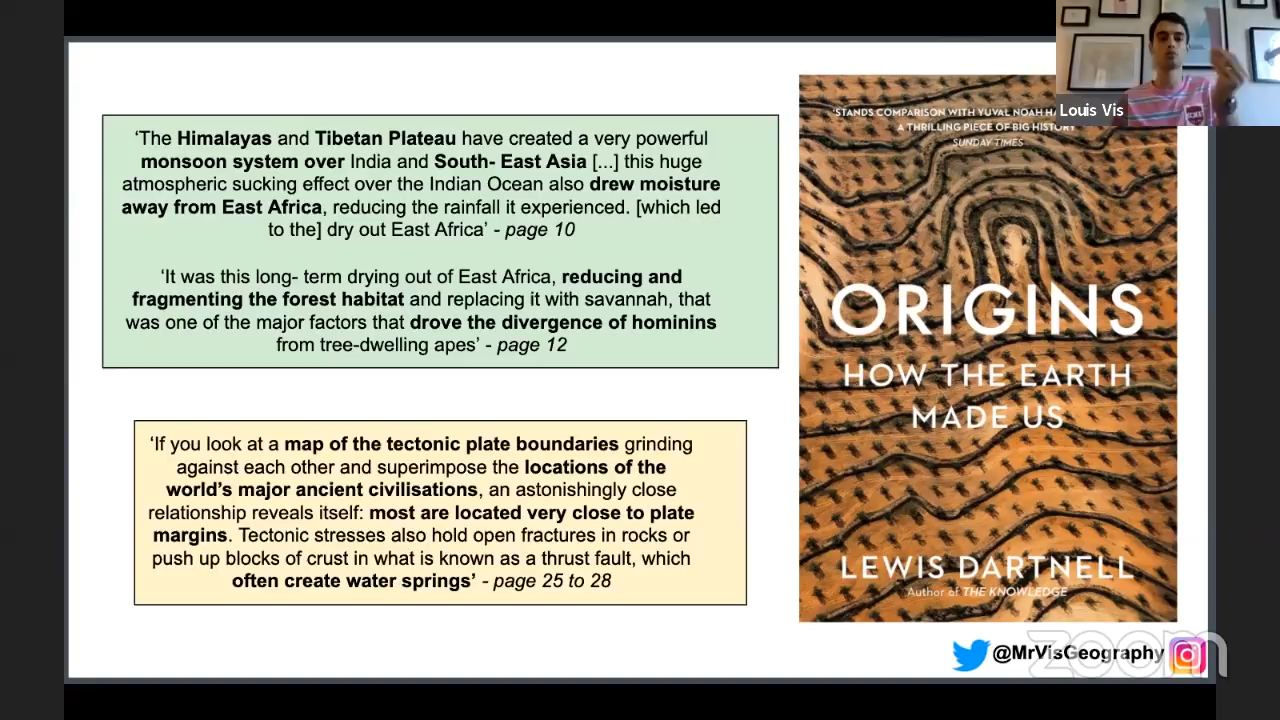 ‘The Himalayas and Tibetan Plateau have created a very powerful
monsoon system over India and South- East Asia [...] this huge
atmospheric sucking effect over the Indian Ocean also drew moisture
away from East Africa, reducing the rainfall it experienced. [which led
to the] dry out East Africa’ - page 10
‘It was this long- term drying out of East Africa, reducing and
fragmenting the forest habitat and replacing it with savannah, that
was one of the major factors that drove the divergence of hominins
from tree-dwelling apes’ - page 12
‘If you look at a map of the tectonic plate boundaries grinding
against each other and superimpose the locations of the
world’s major ancient civilisations, an astonishingly close
relationship reveals itself: most are located very close to plate
margins. Tectonic stresses also hold open fractures in rocks or
push up blocks of crust in what is known as a thrust fault, which
often create water springs’ - page 25 to 28
Louis Vis
‘STANDS COMPARISON WITH YUVAL NOAH
A THRILLING PIECE OF BIG HISTORY’
SUNDAY TIMES
ORIGINS
HOW THE EARTH
MADE US
LEWIS DARTNELL
Author of THE KNOWLEDGE
@MrVisGeography
zoom